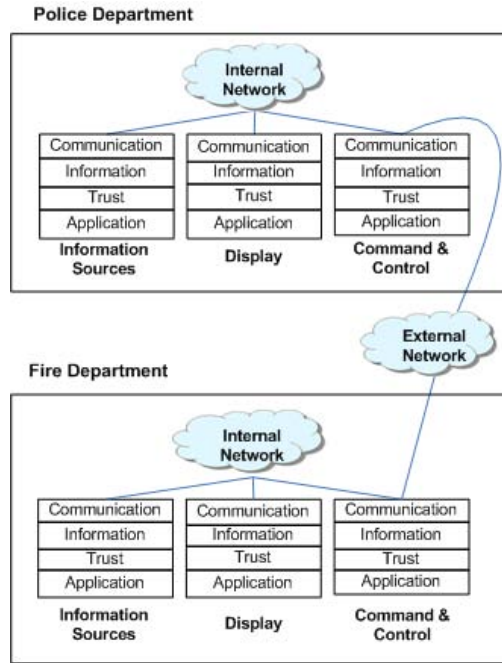 Police Department
Internal
Network
Communication
Information
Trust
Application
Information
Sources
Communication
Information
Trust
Application
Display
Communication
Information
Trust
Application
Command &
Control
External
Network
Fire Department
Internal
Network
Communication
Information
Trust
Application
Information
Sources
Communication
Information
Trust
Application
Display
Communication
Information
Trust
Application
Command &
Control